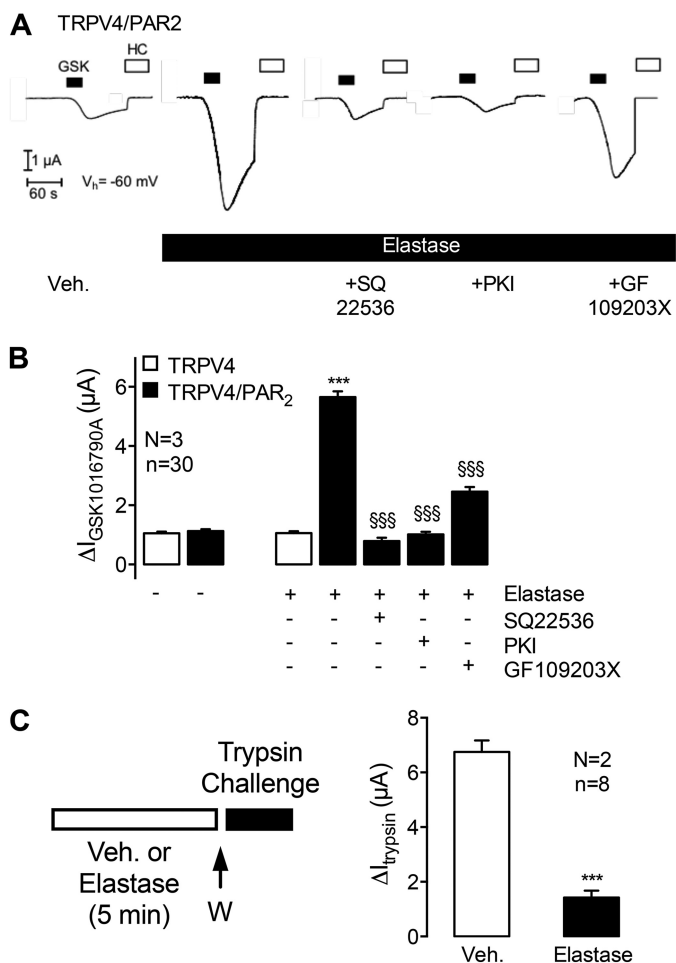 A TRPV4/PAR2
GSK
HC
1 µA
60 s
Vh= -60 mV
Elastase
Veh.
+SQ
22536
+PKI
+GF
109203X
B
TRPV4
TRPV4/PAR2
N=3
n=30
ΔIGSK1016790A (µA)
6
4
2
0
***
§§§
§§§
§§§
- - + + + + + Elastase
- - + - - SQ22536
- - - + - PKI
- - - - + GF109203X
C
Trypsin
Challenge
Veh. or
Elastase
(5 min)
W
ΔItrypsin (µA)
8
6
4
2
0
N=2
n=8
***
Veh.
Elastase